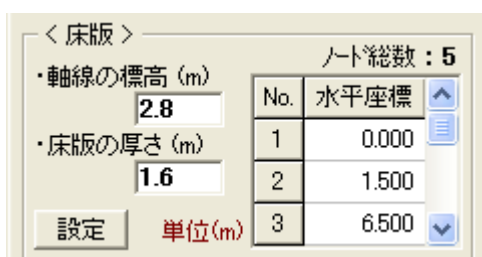 ＜床版＞
ノード総数：5
・軸線の標高 (m)
2.8
・床版の厚さ (m)
1.6
設定 単位(m)
No. 水平座標
1 0.000
2 1.500
3 6.500